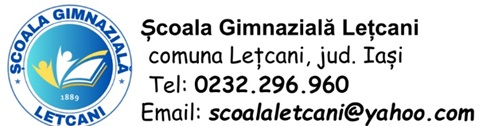 ȘCOALA GIMNAZIALĂ
1889
LEȚCANI
Școala Gimnazială Lețcani
comuna Lețcani, jud. Iași
Tel: 0232.296.960
Email: scoalaletcani@yahoo.com